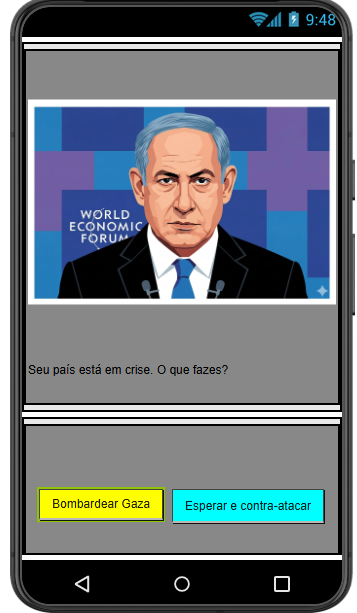 9:48
WORLD
ECONOMIC
FORUM
Seu país está em crise. O que fazes?
Bombardear Gaza
Esperar e contra-atacar